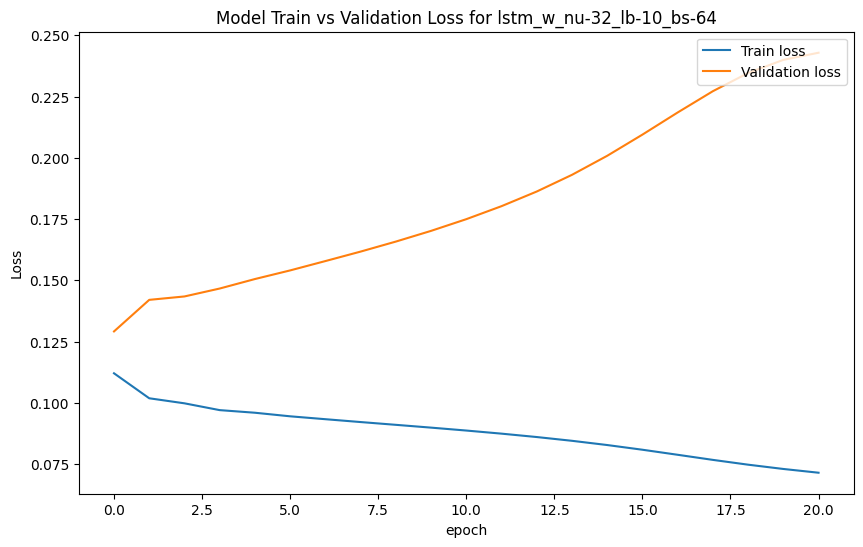 Model Train vs Validation Loss for lstm_w_nu-32_lb-10_bs-64
Train loss
Validation loss
0.250
0.225
0.200
0.175
0.150
0.125
0.100
0.075
Loss
0.0 2.5 5.0 7.5 10.0 12.5 15.0 17.5 20.0
epoch